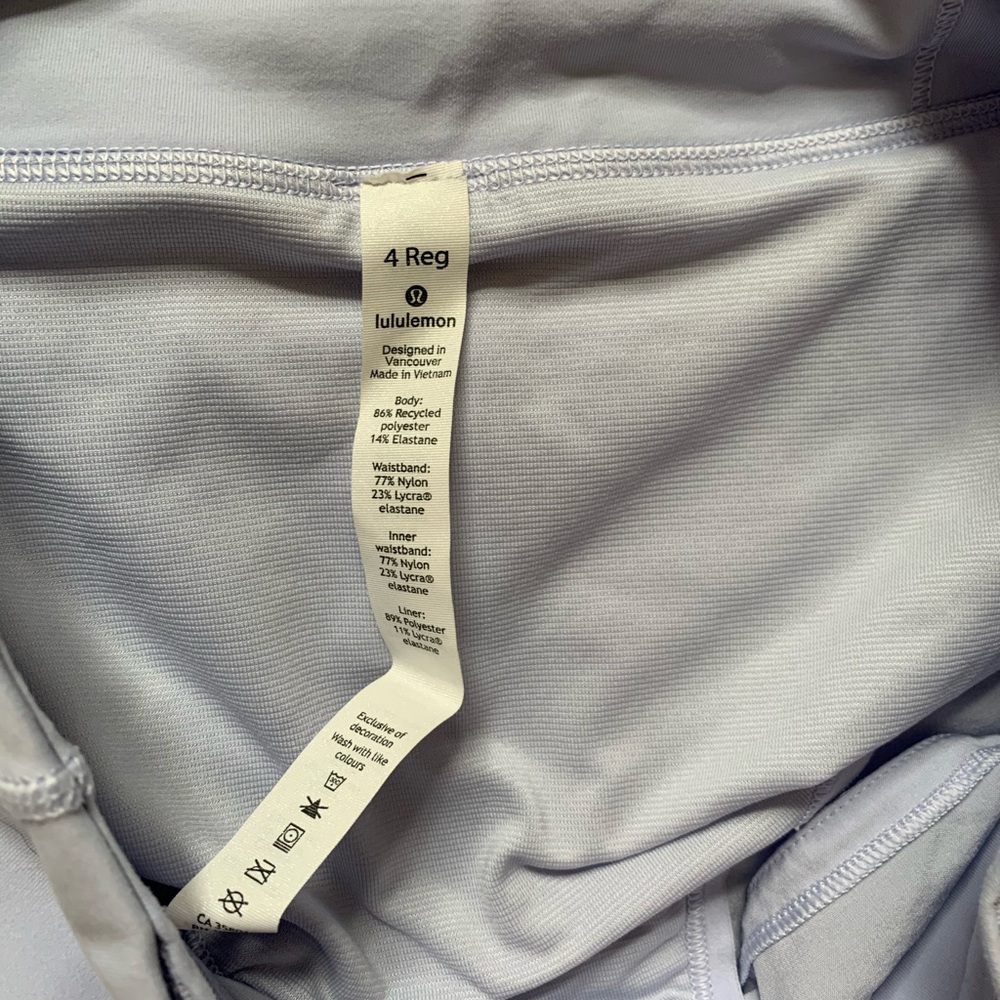 4 Reg
lululemon
Designed in
Vancouver
Made in Vietnam
Body:
86% Recycled
polyester
14% Elastane
Waistband:
77% Nylon
23% Lycra®
elastane
Inner
waistband:
77% Nylon
23% Lycra®
elastane
Liner:
89% Polyester
11% Lycra®
elastane
Exclusive of
decoration
Wash with like
colours
30
CA